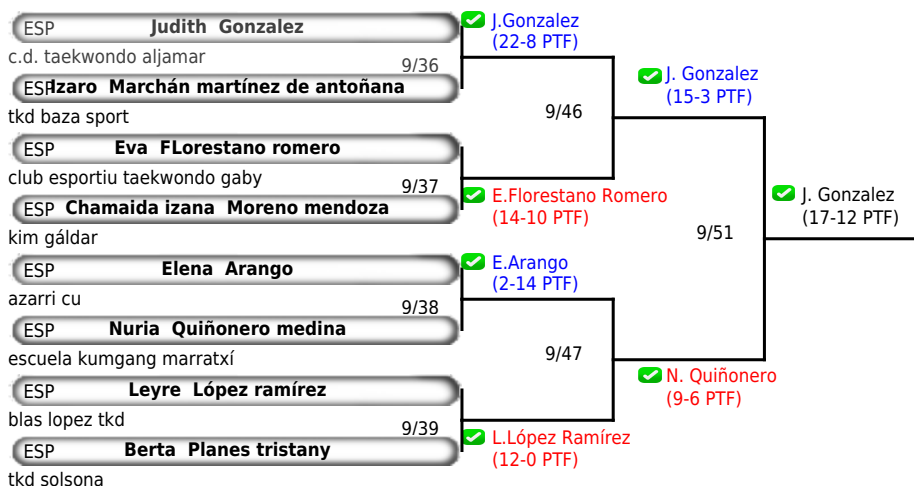 ESP Judith Gonzalez
c.d. taekwondo aljamar
9/36
ESP Izaro Marchán martínez de antoñana
tkd baza sport
J.Gonzalez
(22-8 PTF)
9/46
ESP Eva FLorestano romero
club esportiu taekwondo gaby
9/37
ESP Chamaida izana Moreno mendoza
kim gáldar
E.Florestano Romero
(14-10 PTF)
J. Gonzalez
(15-3 PTF)
9/51
J. Gonzalez
(17-12 PTF)
ESP Elena Arango
azarri cu
9/38
ESP Nuria Quiñonero medina
escuela kumgang marratxí
E.Arango
(2-14 PTF)
9/47
ESP Leyre López ramírez
blas lopez tkd
9/39
ESP Berta Planes tristany
tkd solsona
L.López Ramírez
(12-0 PTF)
N. Quiñonero
(9-6 PTF)